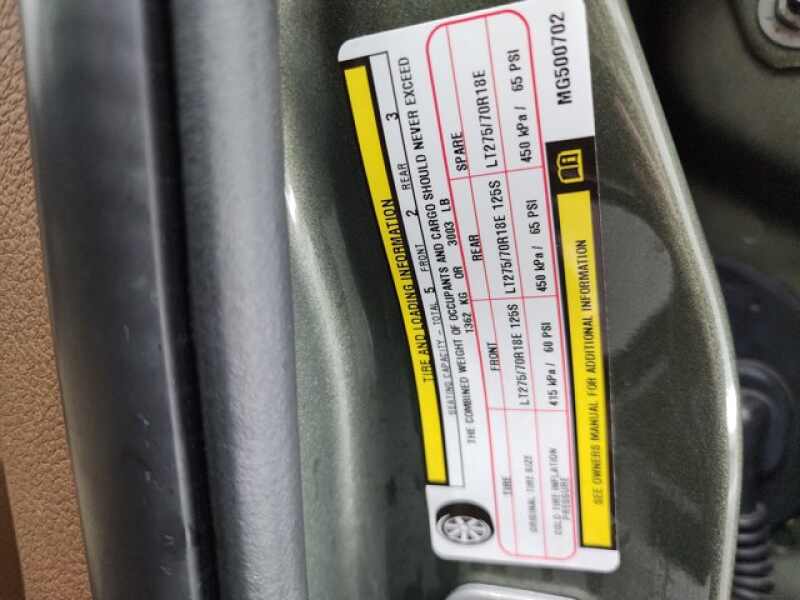 TIRE AND LOADING INFORMATION
SEATING CAPACITY - TOTAL 5 FRONT 2 REAR 3
THE COMBINED WEIGHT OF OCCUPANTS AND CARGO SHOULD NEVER EXCEED
1362 KG OR 3003 LB
TIRE FRONT REAR SPARE
ORIGINAL TIRE SIZE LT275/70R18E 125S LT275/70R18E 125S LT275/70R18E
COLD TIRE INFLATION PRESSURE 415 kPa / 60 PSI 450 kPa / 65 PSI 450 kPa / 65 PSI
SEE OWNERS MANUAL FOR ADDITIONAL INFORMATION
MG500702